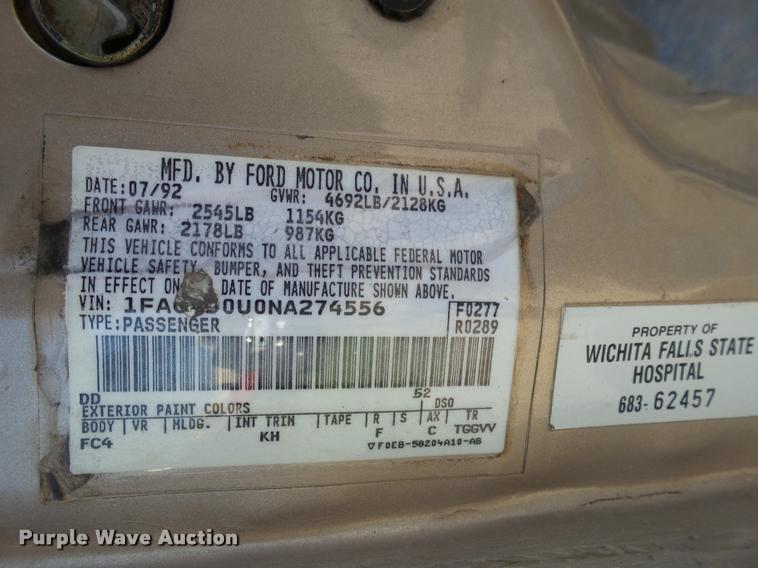 MFD. BY FORD MOTOR CO. IN U.S.A.
DATE: 07/92 GVWR: 4692LB/2128KG
FRONT GAWR: 2545LB 1154KG
REAR GAWR: 2178LB 987KG
THIS VEHICLE CONFORMS TO ALL APPLICABLE FEDERAL MOTOR
VEHICLE SAFETY, BUMPER, AND THEFT PREVENTION STANDARDS
IN EFFECT ON DATE OF MANUFACTURE SHOWN ABOVE.
VIN: F0277
TYPE: PASSENGER R0289
DD 52
EXTERIOR PAINT COLORS DSO
BODY VR MLDG. INT TRIM TAPE R S AX TR
FC4 KH F C TGGVV
▽F0EB-58204A10-AB
PROPERTY OF
WICHITA FALLS STATE
HOSPITAL
683-62457
Purple Wave Auction